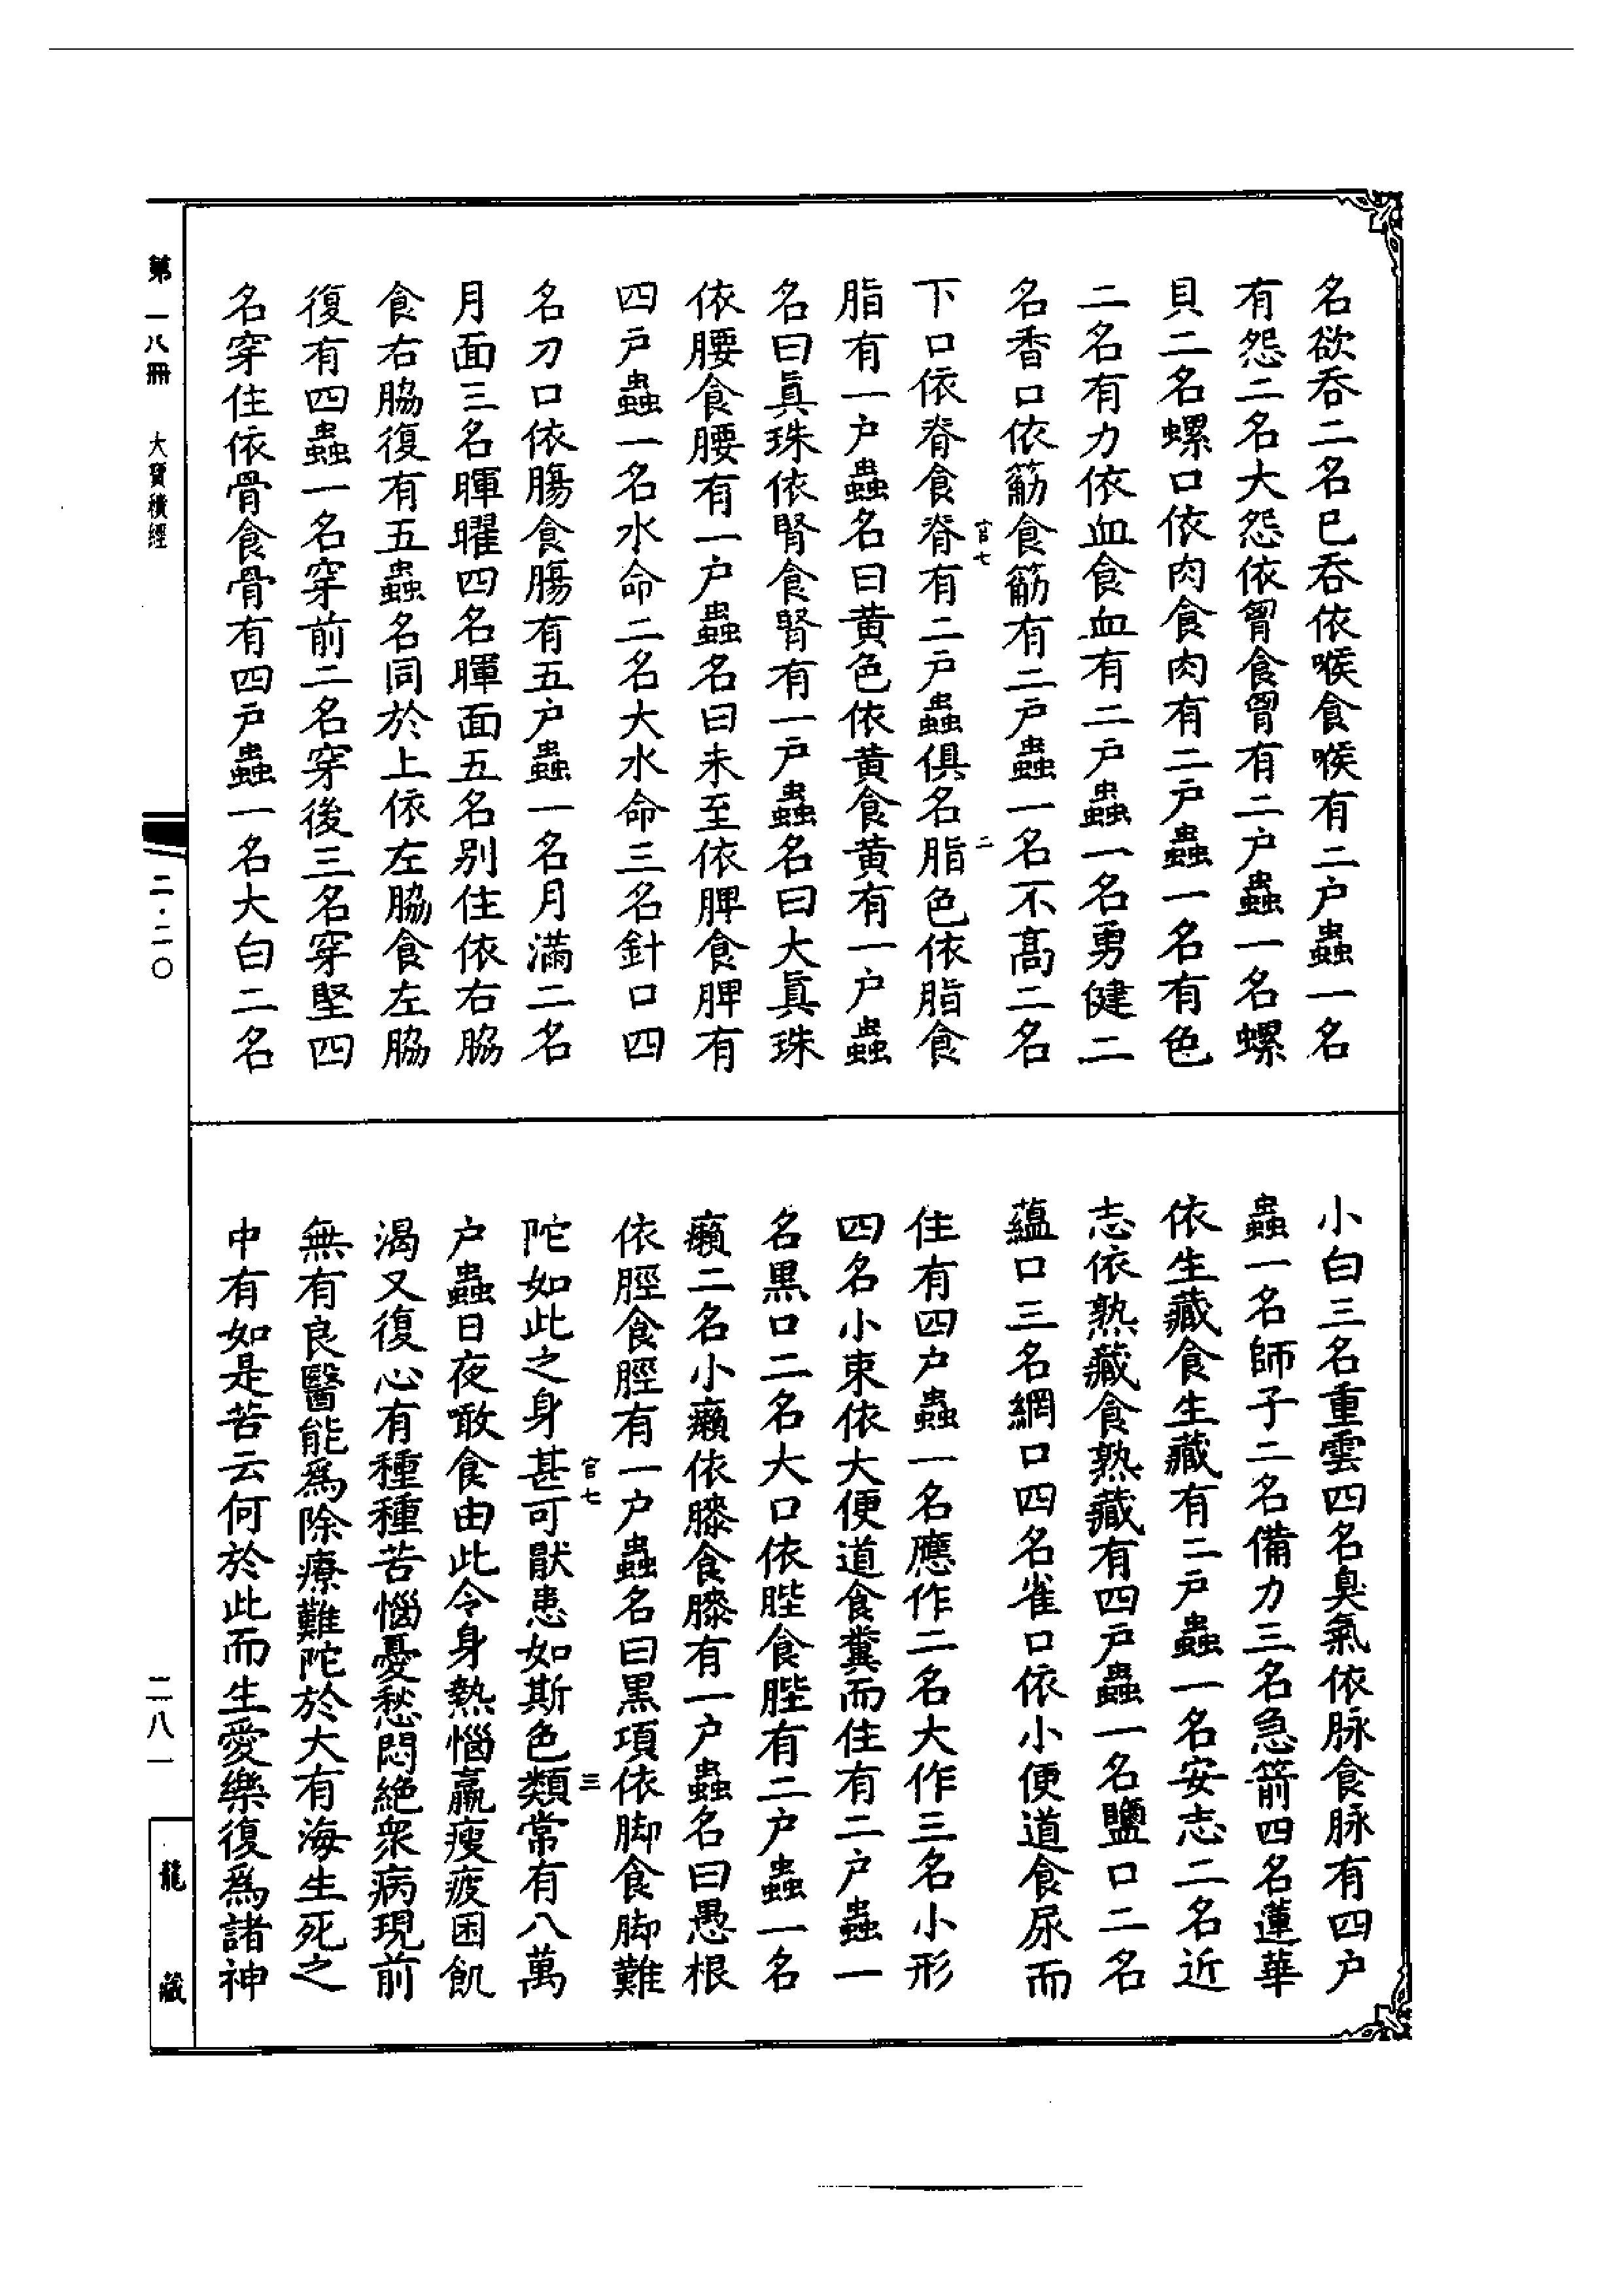 名欲吞二名已吞依喉食喉有二户蟲一名
有怨二名大怨依胷食胷有二户蟲一名螺
貝二名螺口依肉食肉有二户蟲一名有色
二名有力依血食血有二户蟲一名勇健二
名香口依筋食筋有二户蟲一名不高二名
官七 二
下口依脊食脊有二户蟲俱名脂色依脂食
脂有一户蟲名曰黄色依黄食黄有一户蟲
名曰眞珠依腎食腎有一户蟲名曰大眞珠
依腰食腰有一户蟲名曰未至依脾食脾有
四户蟲一名水命二名大水命三名針口四
名刀口依腸食腸有五户蟲一名月滿二名
月面三名暉曜四名暉面五名别住依右脇
食右脇復有五蟲名同於上依左脇食左脇
復有四蟲一名穿前二名穿後三名穿堅四
名穿住依骨食骨有四户蟲一名大白二名
小白三名重雲四名臭氣依脉食脉有四户
蟲一名師子二名備力三名急箭四名蓮華
依生藏食生藏有二户蟲一名安志二名近
志依熟藏食熟藏有四户蟲一名鹽口二名
蘊口三名網口四名雀口依小便道食尿而
住有四户蟲一名應作二名大作三名小形
四名小束依大便道食糞而住有二户蟲一
名黒口二名大口依䏶食䏶有二户蟲一名
癩二名小癩依膝食膝有一户蟲名曰愚根
依脛食脛有一户蟲名曰黒項依脚食脚難
官七 三
陀如此之身甚可厭患如斯色類常有八萬
户蟲日夜噉食由此令身熱惱羸瘦疲困飢
渴又復心有種種苦惱憂愁悶絶衆病現前
無有良醫能爲除療難陀於大有海生死之
中有如是苦云何於此而生愛樂復爲諸神
第一八冊 大寶積經
二·二〇
二八一
龍藏